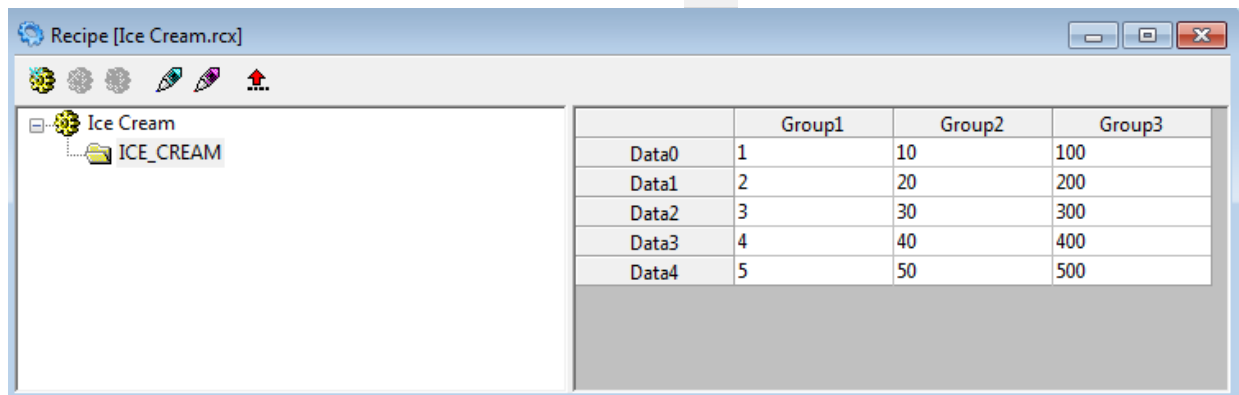 Recipe [Ice Cream.rcx]
Ice Cream
ICE_CREAM
Group1 Group2 Group3
Data0 1 10 100
Data1 2 20 200
Data2 3 30 300
Data3 4 40 400
Data4 5 50 500